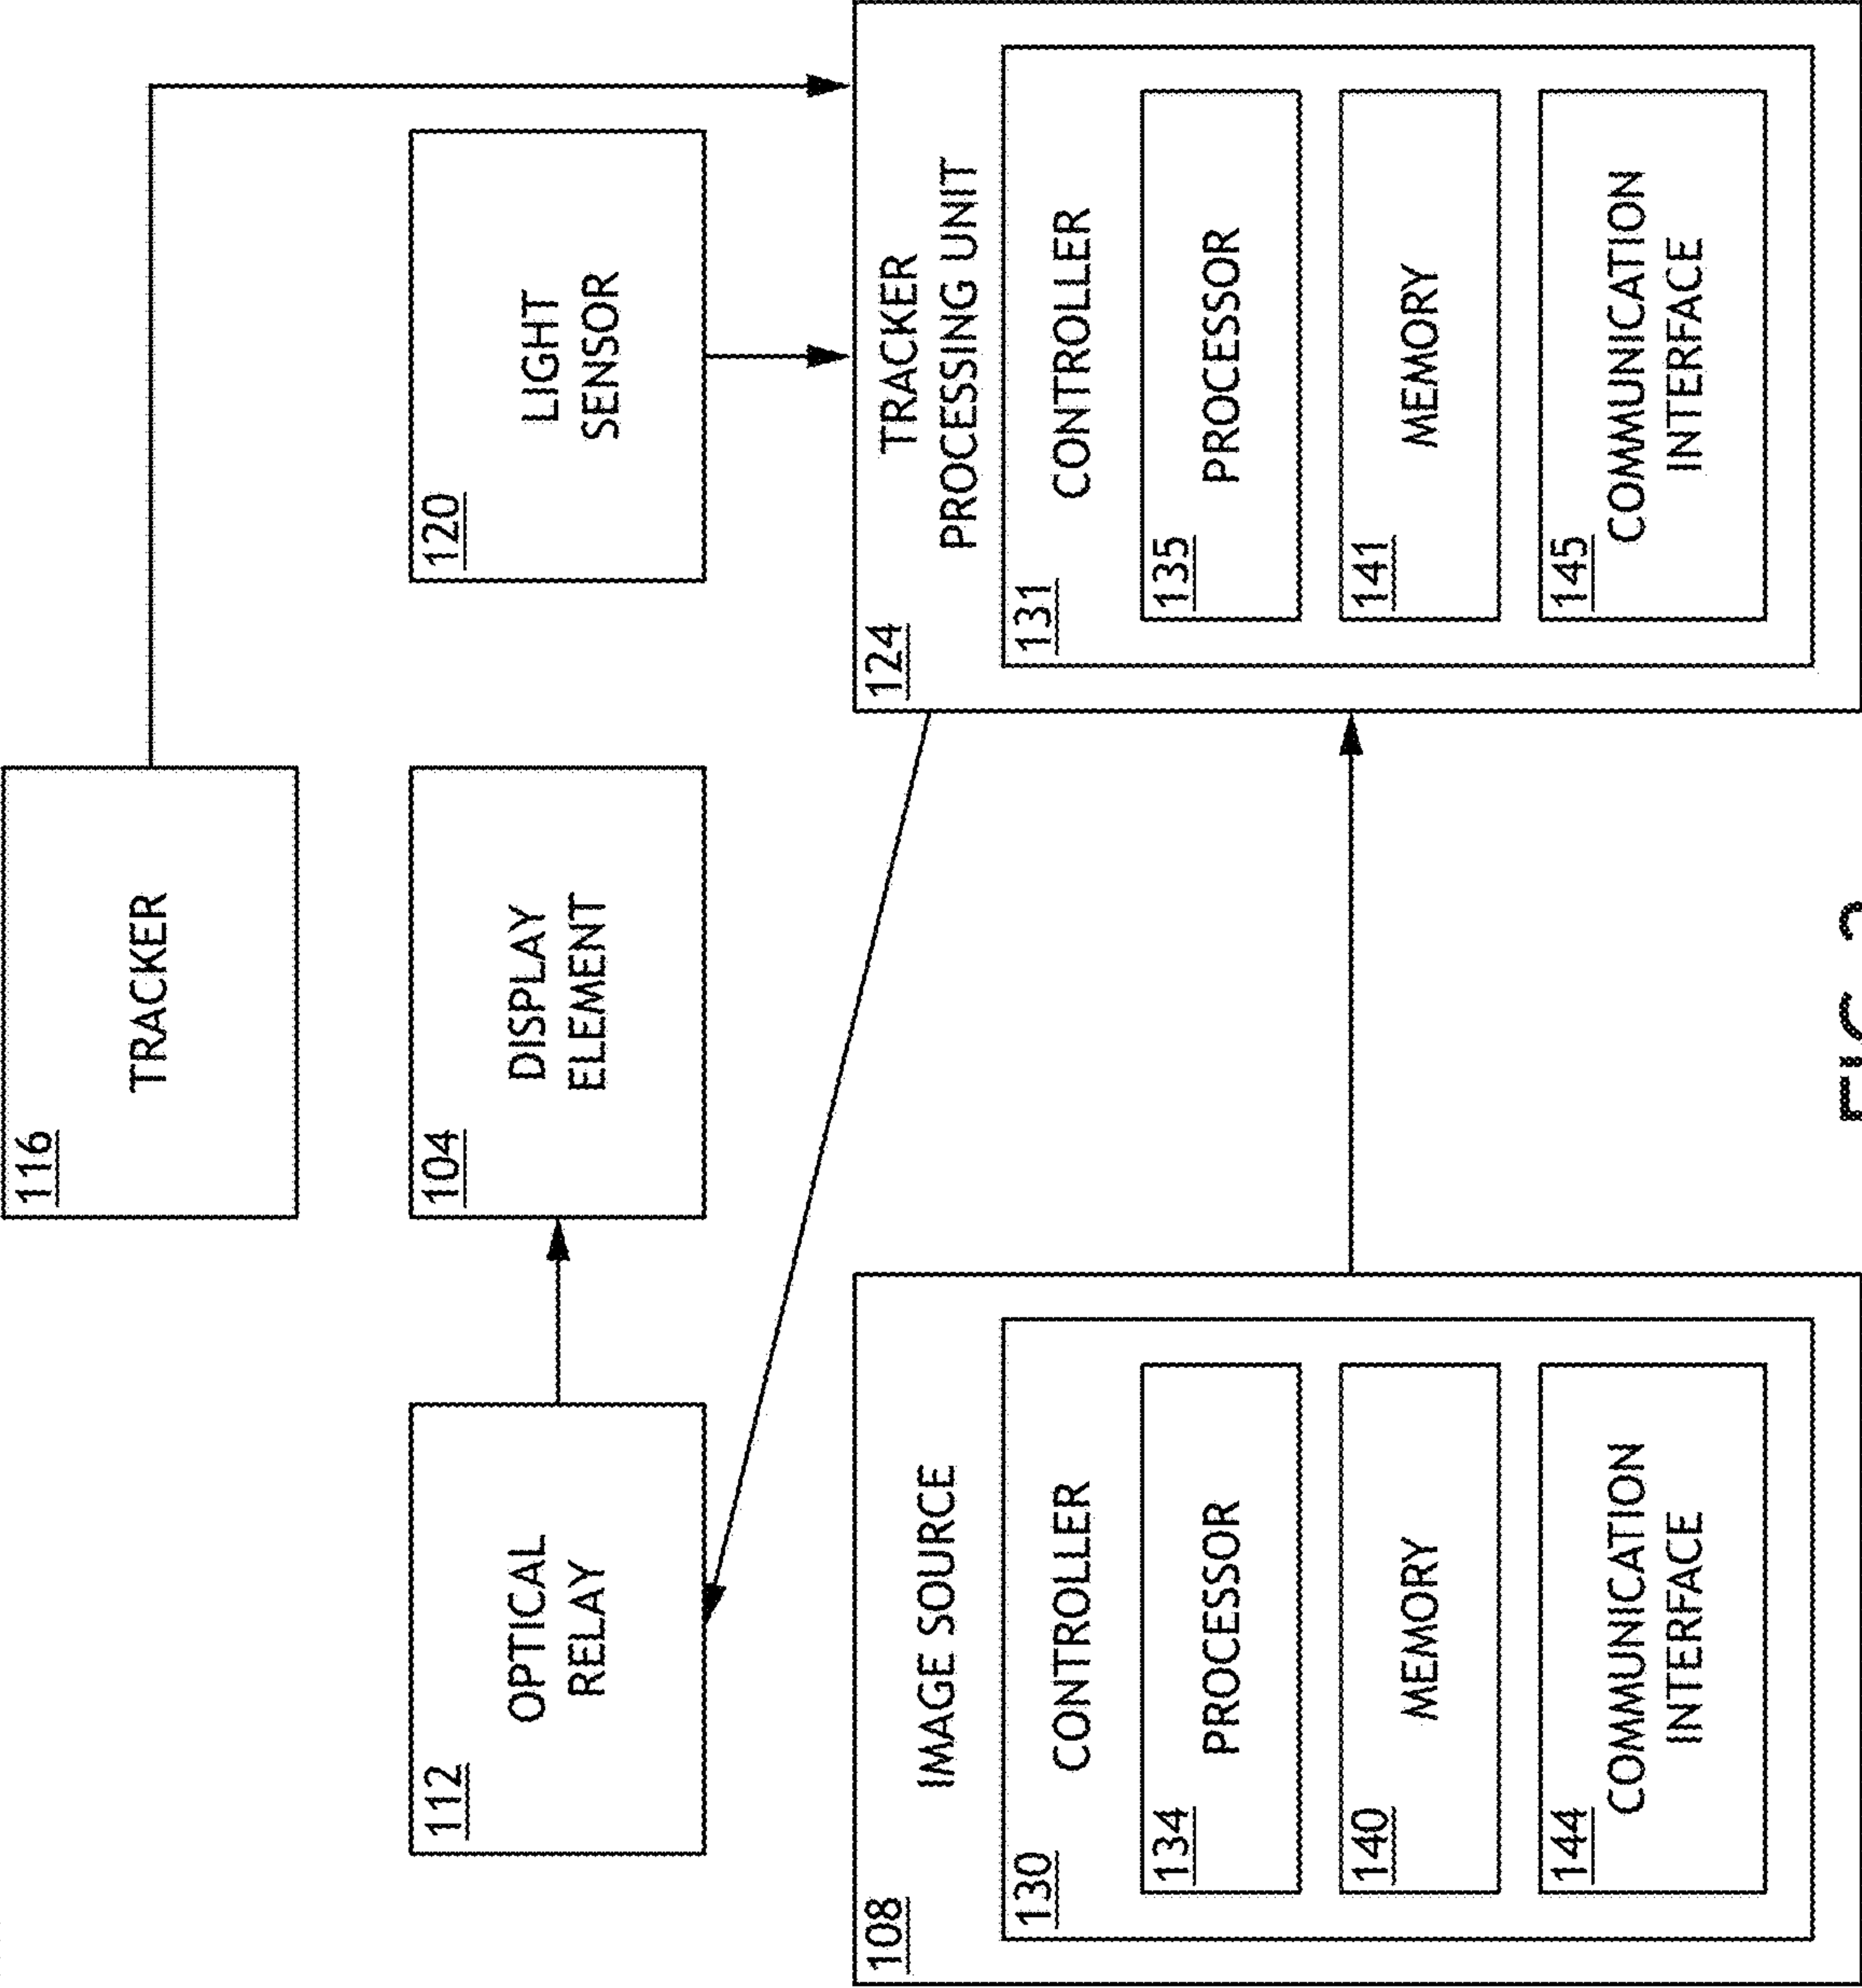 116
TRACKER
112
OPTICAL
RELAY
104
DISPLAY
ELEMENT
120
LIGHT
SENSOR
108
IMAGE SOURCE
130
CONTROLLER
134
PROCESSOR
140
MEMORY
144
COMMUNICATION
INTERFACE
124
TRACKER
PROCESSING UNIT
131
CONTROLLER
135
PROCESSOR
141
MEMORY
145
COMMUNICATION
INTERFACE